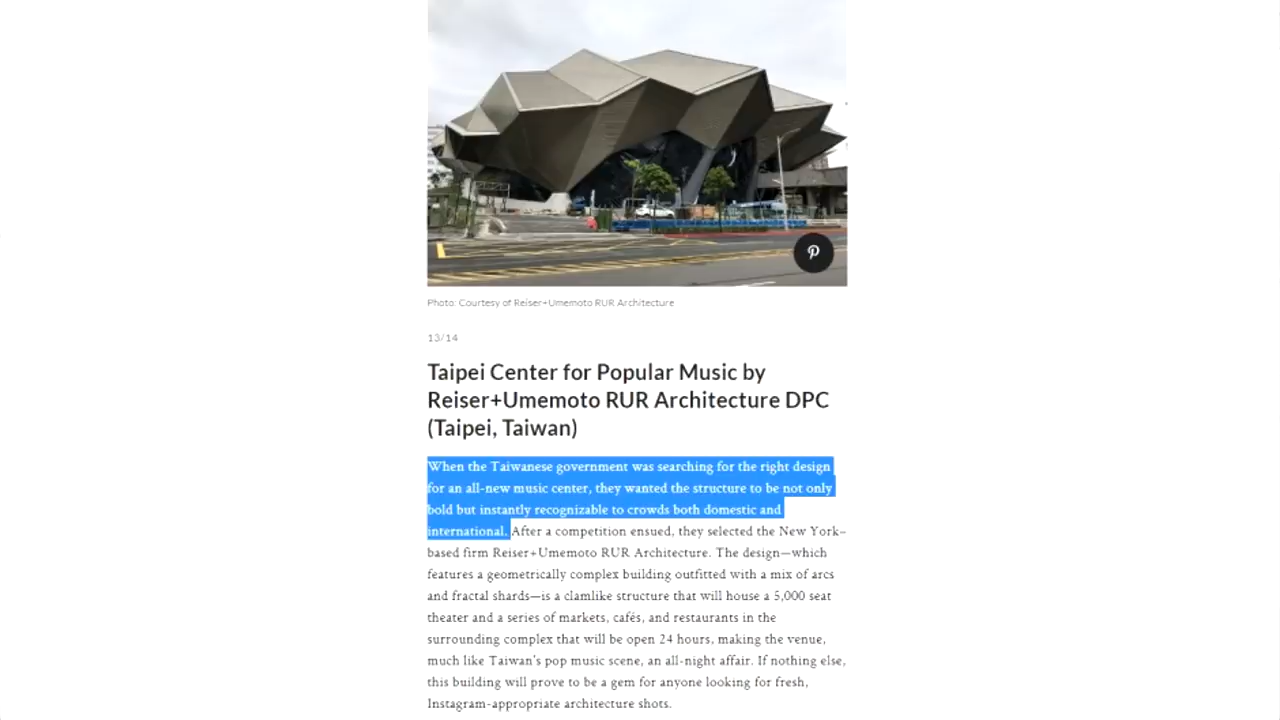 Photo: Courtesy of Reiser+Umemoto RUR Architecture
13/14
Taipei Center for Popular Music by
Reiser+Umemoto RUR Architecture DPC
(Taipei, Taiwan)
When the Taiwanese government was searching for the right design
for an all-new music center, they wanted the structure to be not only
bold but instantly recognizable to crowds both domestic and
international. After a competition ensued, they selected the New York–
based firm Reiser+Umemoto RUR Architecture. The design—which
features a geometrically complex building outfitted with a mix of arcs
and fractal shards—is a clamlike structure that will house a 5,000 seat
theater and a series of markets, cafés, and restaurants in the
surrounding complex that will be open 24 hours, making the venue,
much like Taiwan's pop music scene, an all-night affair. If nothing else,
this building will prove to be a gem for anyone looking for fresh,
Instagram-appropriate architecture shots.